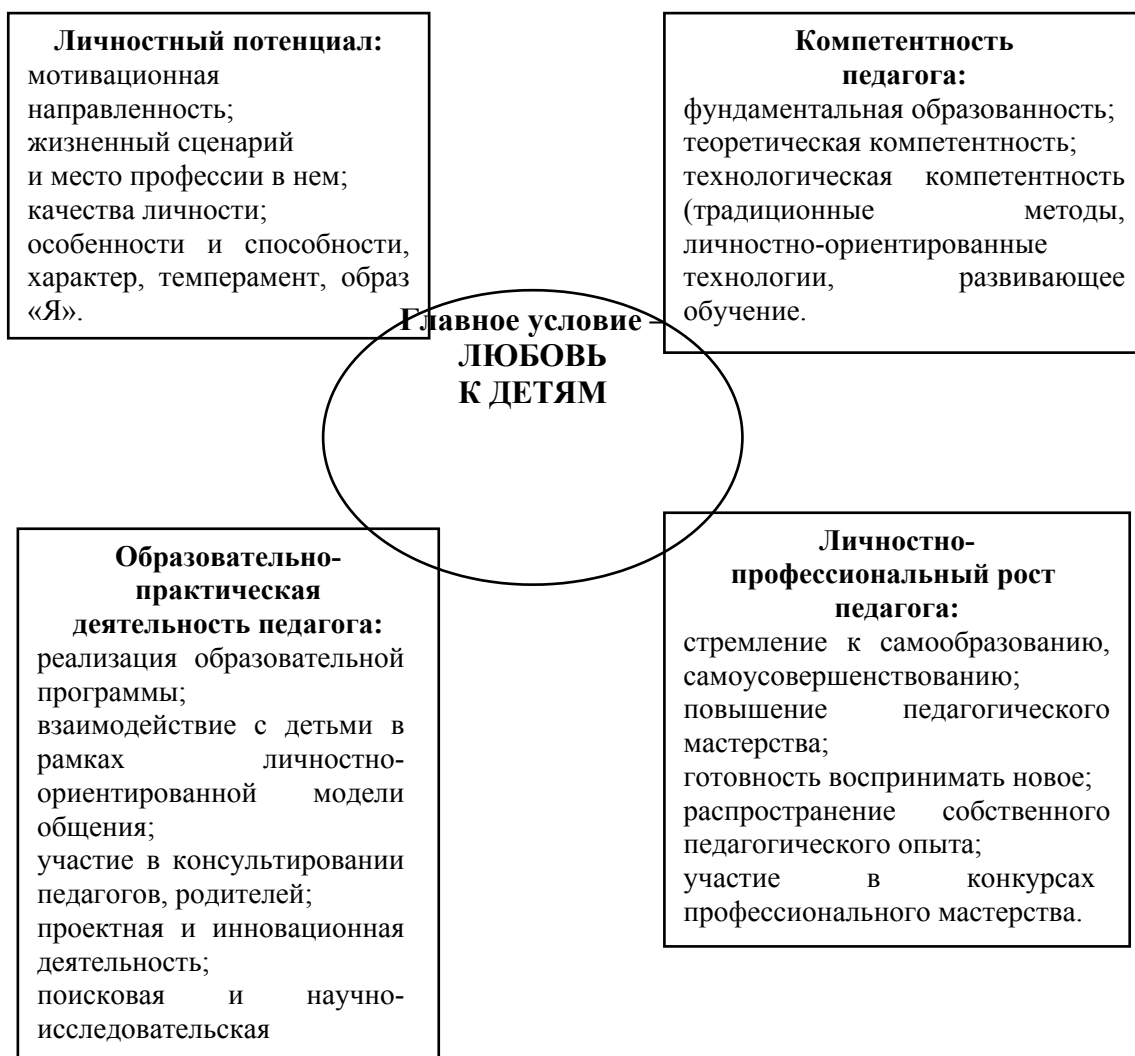 Личностный потенциал:
мотивационная
направленность;
жизненный сценарий
и место профессии в нем;
качества личности;
особенности и способности,
характер, темперамент, образ
«Я».
Компетентность
педагога:
фундаментальная образованность;
теоретическая компетентность;
технологическая компетентность
(традиционные методы,
личностно-ориентированные
технологии, развивающее
обучение.
Главное условие –
ЛЮБОВЬ
К ДЕТЯМ
Образовательно-
практическая
деятельность педагога:
реализация образовательной
программы;
взаимодействие с детьми в
рамках личностно-
ориентированной модели
общения;
участие в консультировании
педагогов, родителей;
проектная и инновационная
деятельность;
поисковая и научно-
исследовательская
Личностно-
профессиональный рост
педагога:
стремление к самообразованию,
самоусовершенствованию;
повышение педагогического
мастерства;
готовность воспринимать новое;
распространение собственного
педагогического опыта;
участие в конкурсах
профессионального мастерства.